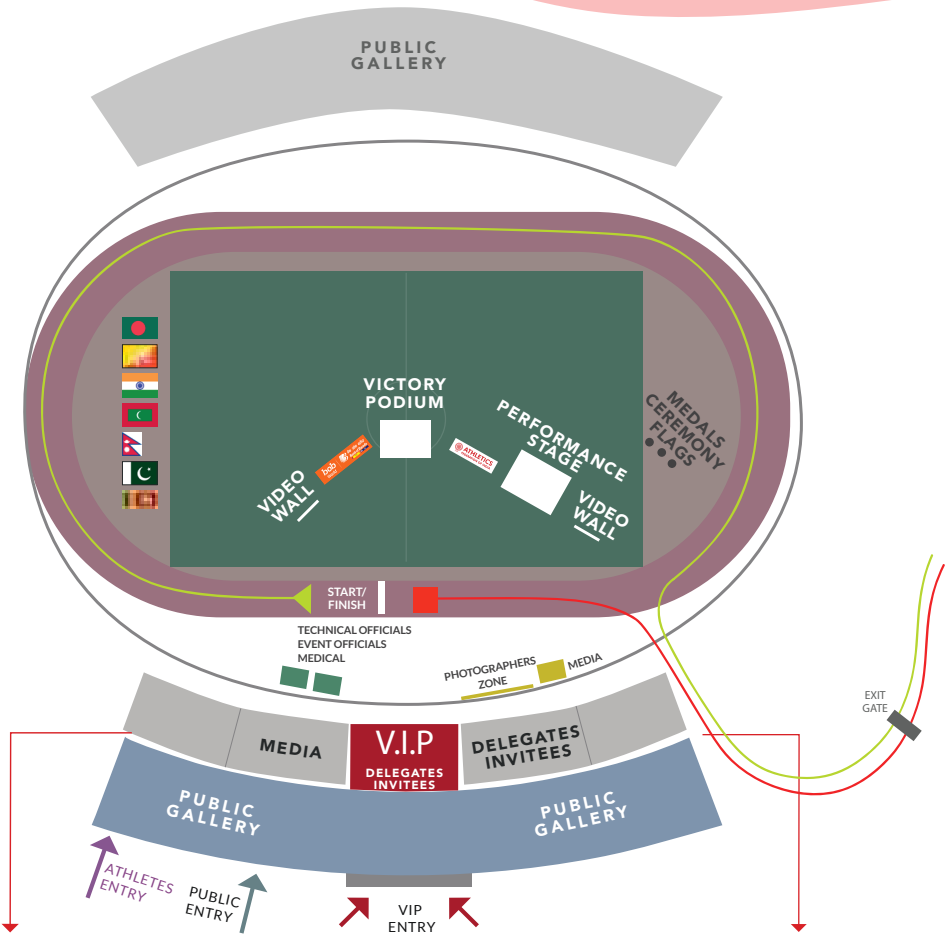 PUBLIC
GALLERY
VICTORY
PODIUM
PERFORMANCE
STAGE
MEDALS
CEREMONY
FLAGS
bob
ATHLETICS
VIDEO
WALL
VIDEO
WALL
START/
FINISH
TECHNICAL OFFICIALS
EVENT OFFICIALS
MEDICAL
PHOTOGRAPHERS
ZONE
MEDIA
EXIT
GATE
MEDIA
V.I.P
DELEGATES
INVITEES
DELEGATES
INVITEES
PUBLIC
GALLERY
PUBLIC
GALLERY
ATHLETES
ENTRY
PUBLIC
ENTRY
VIP
ENTRY